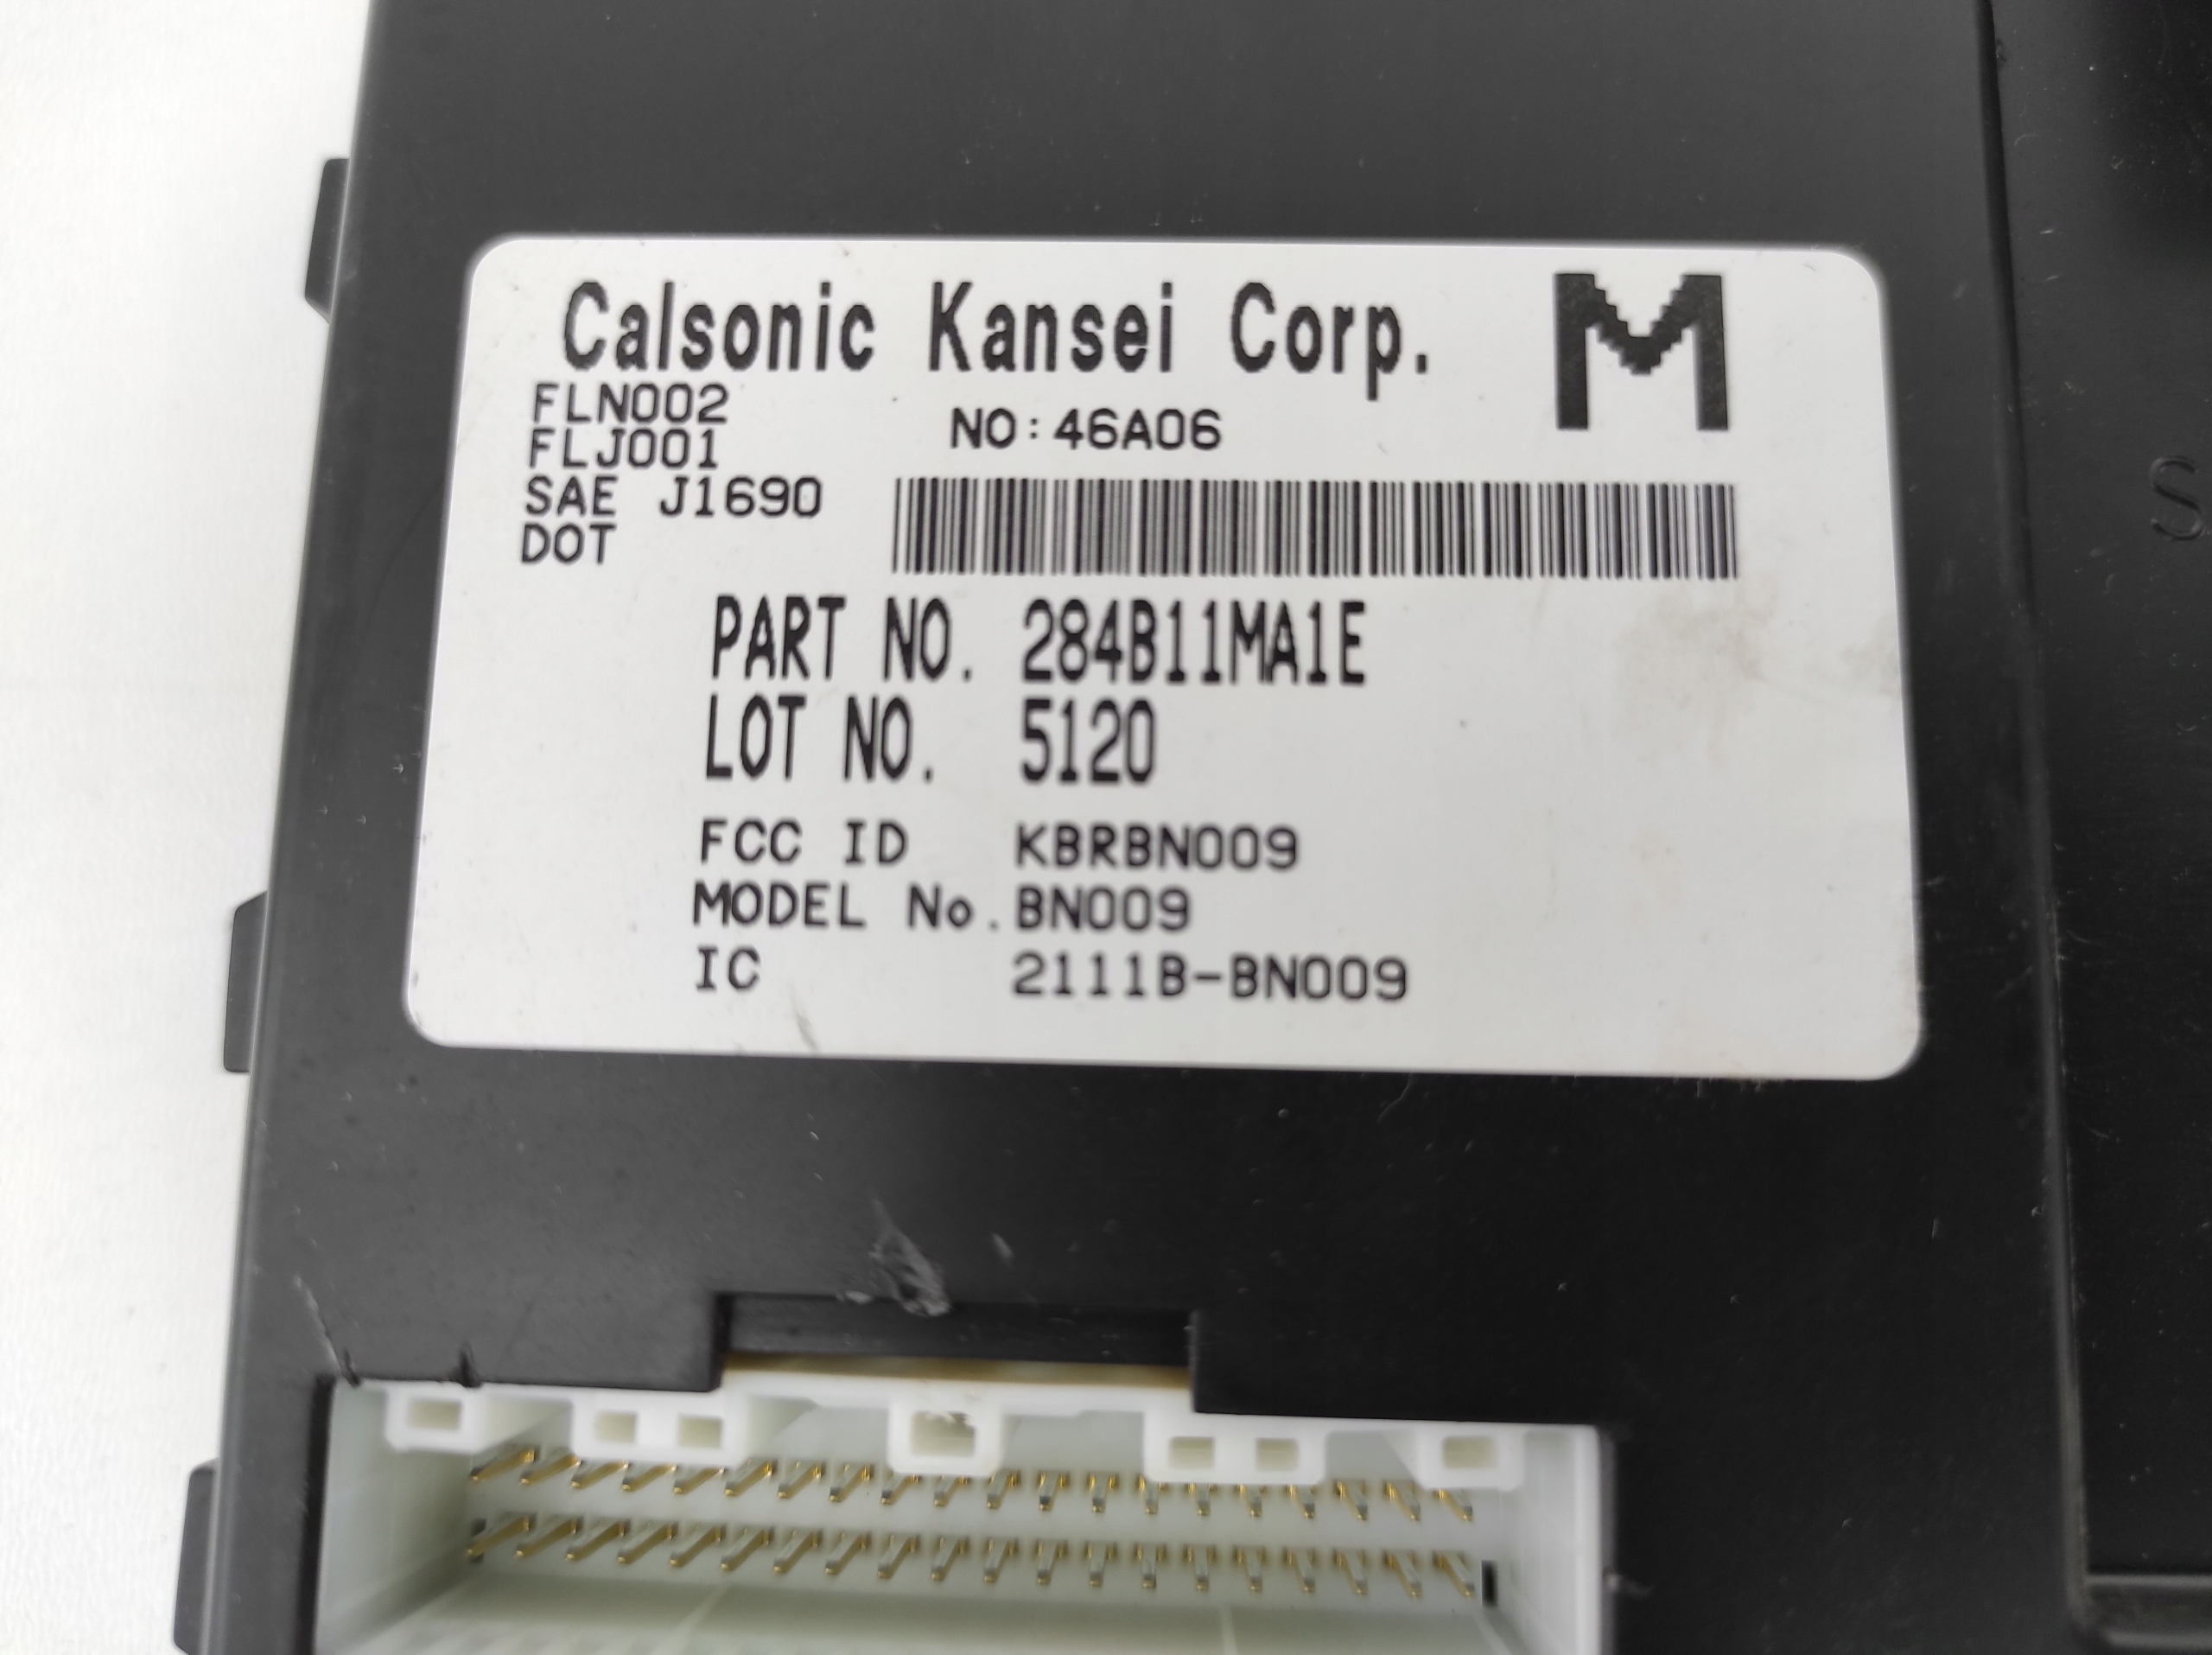 Calsonic Kansei Corp. M
FLN002
FLJ001
NO:46A06
SAE J1690
DOT
PART NO. 284B11MA1E
LOT NO. 5120
FCC ID KBRBN009
MODEL No.BN009
IC 2111B-BN009
S